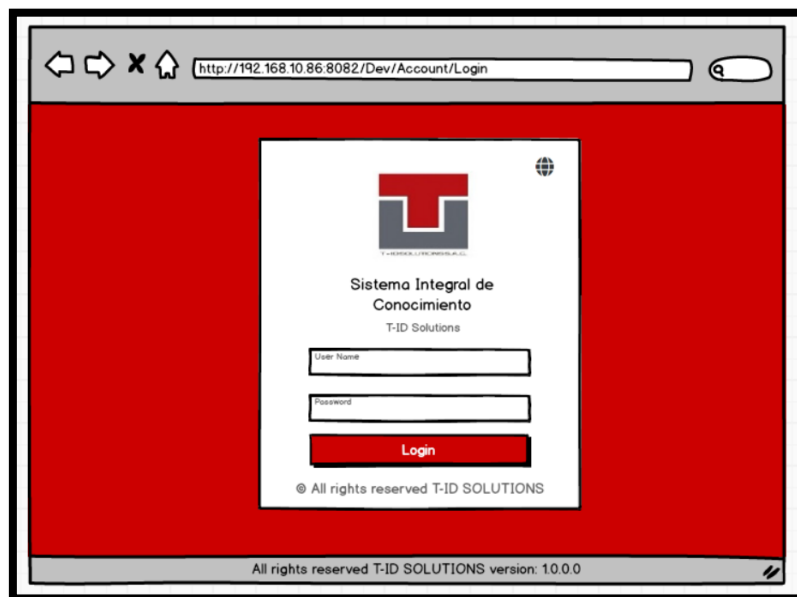 http://192.168.10.86:8082/Dev/Account/Login
T-IDSOLUTIONSS.A.C.
Sistema Integral de
Conocimiento
T-ID Solutions
User Name
Password
Login
© All rights reserved T-ID SOLUTIONS
All rights reserved T-ID SOLUTIONS version: 1.0.0.0